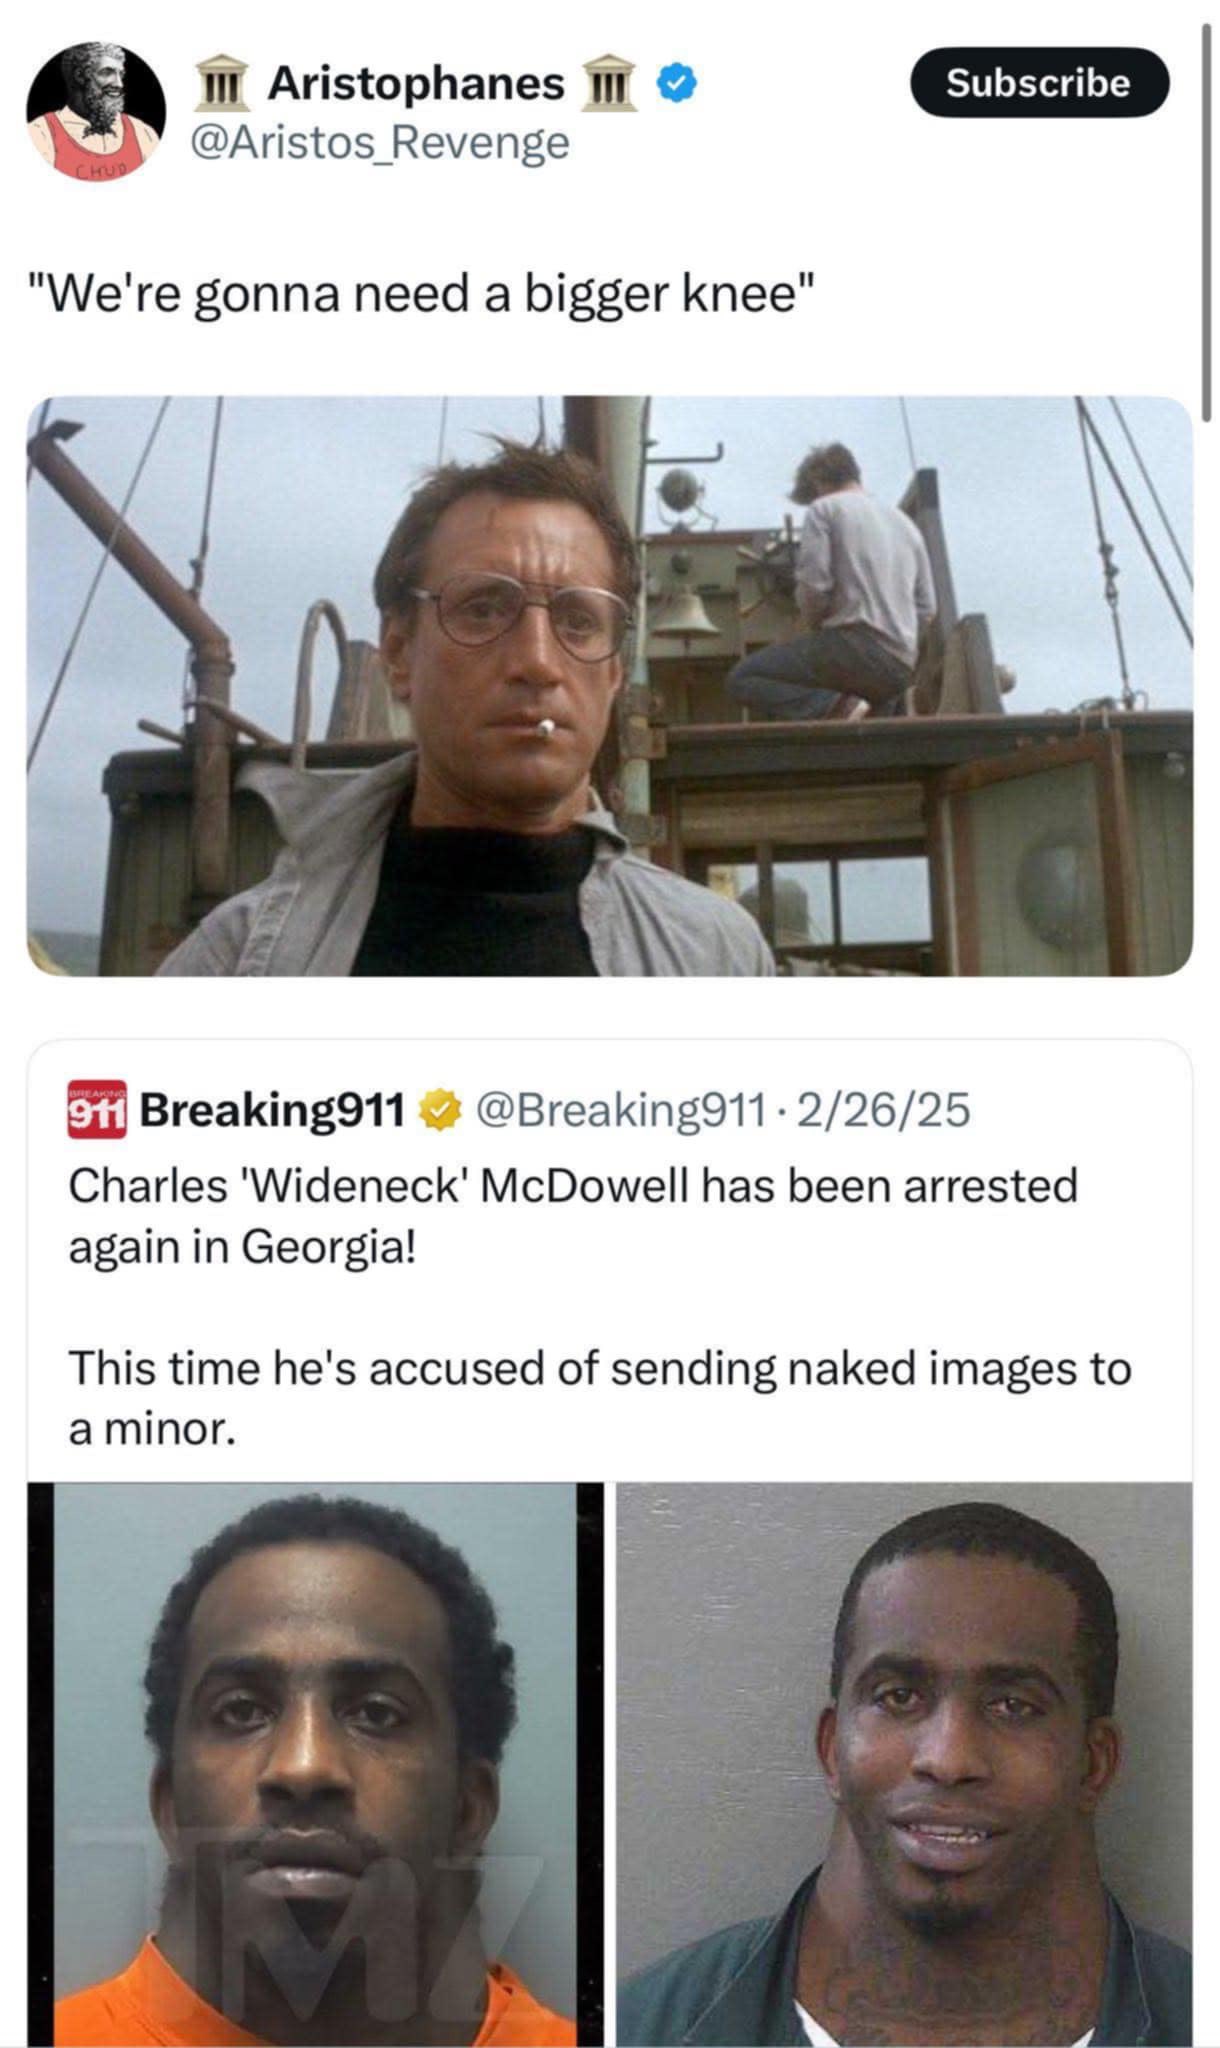 🏛 Aristophanes 🏛
Subscribe
@Aristos_Revenge
CHUD
"We're gonna need a bigger knee"
BREAKING
911
Breaking911 @Breaking911 · 2/26/25
Charles 'Wideneck' McDowell has been arrested
again in Georgia!
This time he's accused of sending naked images to
a minor.
TMZ